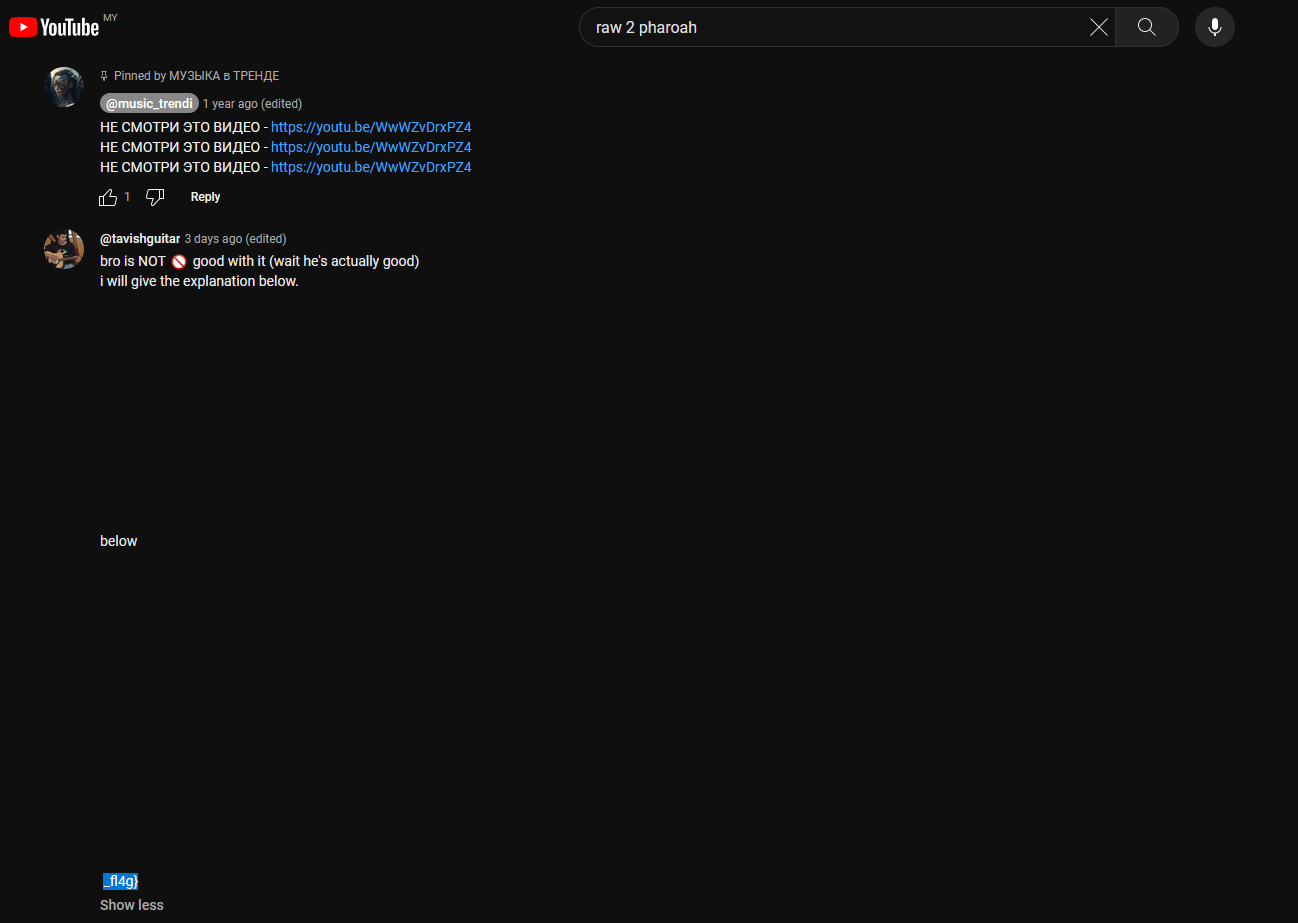 YouTube MY
raw 2 pharoah
Pinned by МУЗЫКА в ТРЕНДЕ
@music_trendi 1 year ago (edited)
НЕ СМОТРИ ЭТО ВИДЕО - https://youtu.be/WwWZvDrxPZ4
НЕ СМОТРИ ЭТО ВИДЕО - https://youtu.be/WwWZvDrxPZ4
НЕ СМОТРИ ЭТО ВИДЕО - https://youtu.be/WwWZvDrxPZ4
1 Reply
@tavishguitar 3 days ago (edited)
bro is NOT 🚫 good with it (wait he's actually good)
i will give the explanation below.
below
_fl4g}
Show less